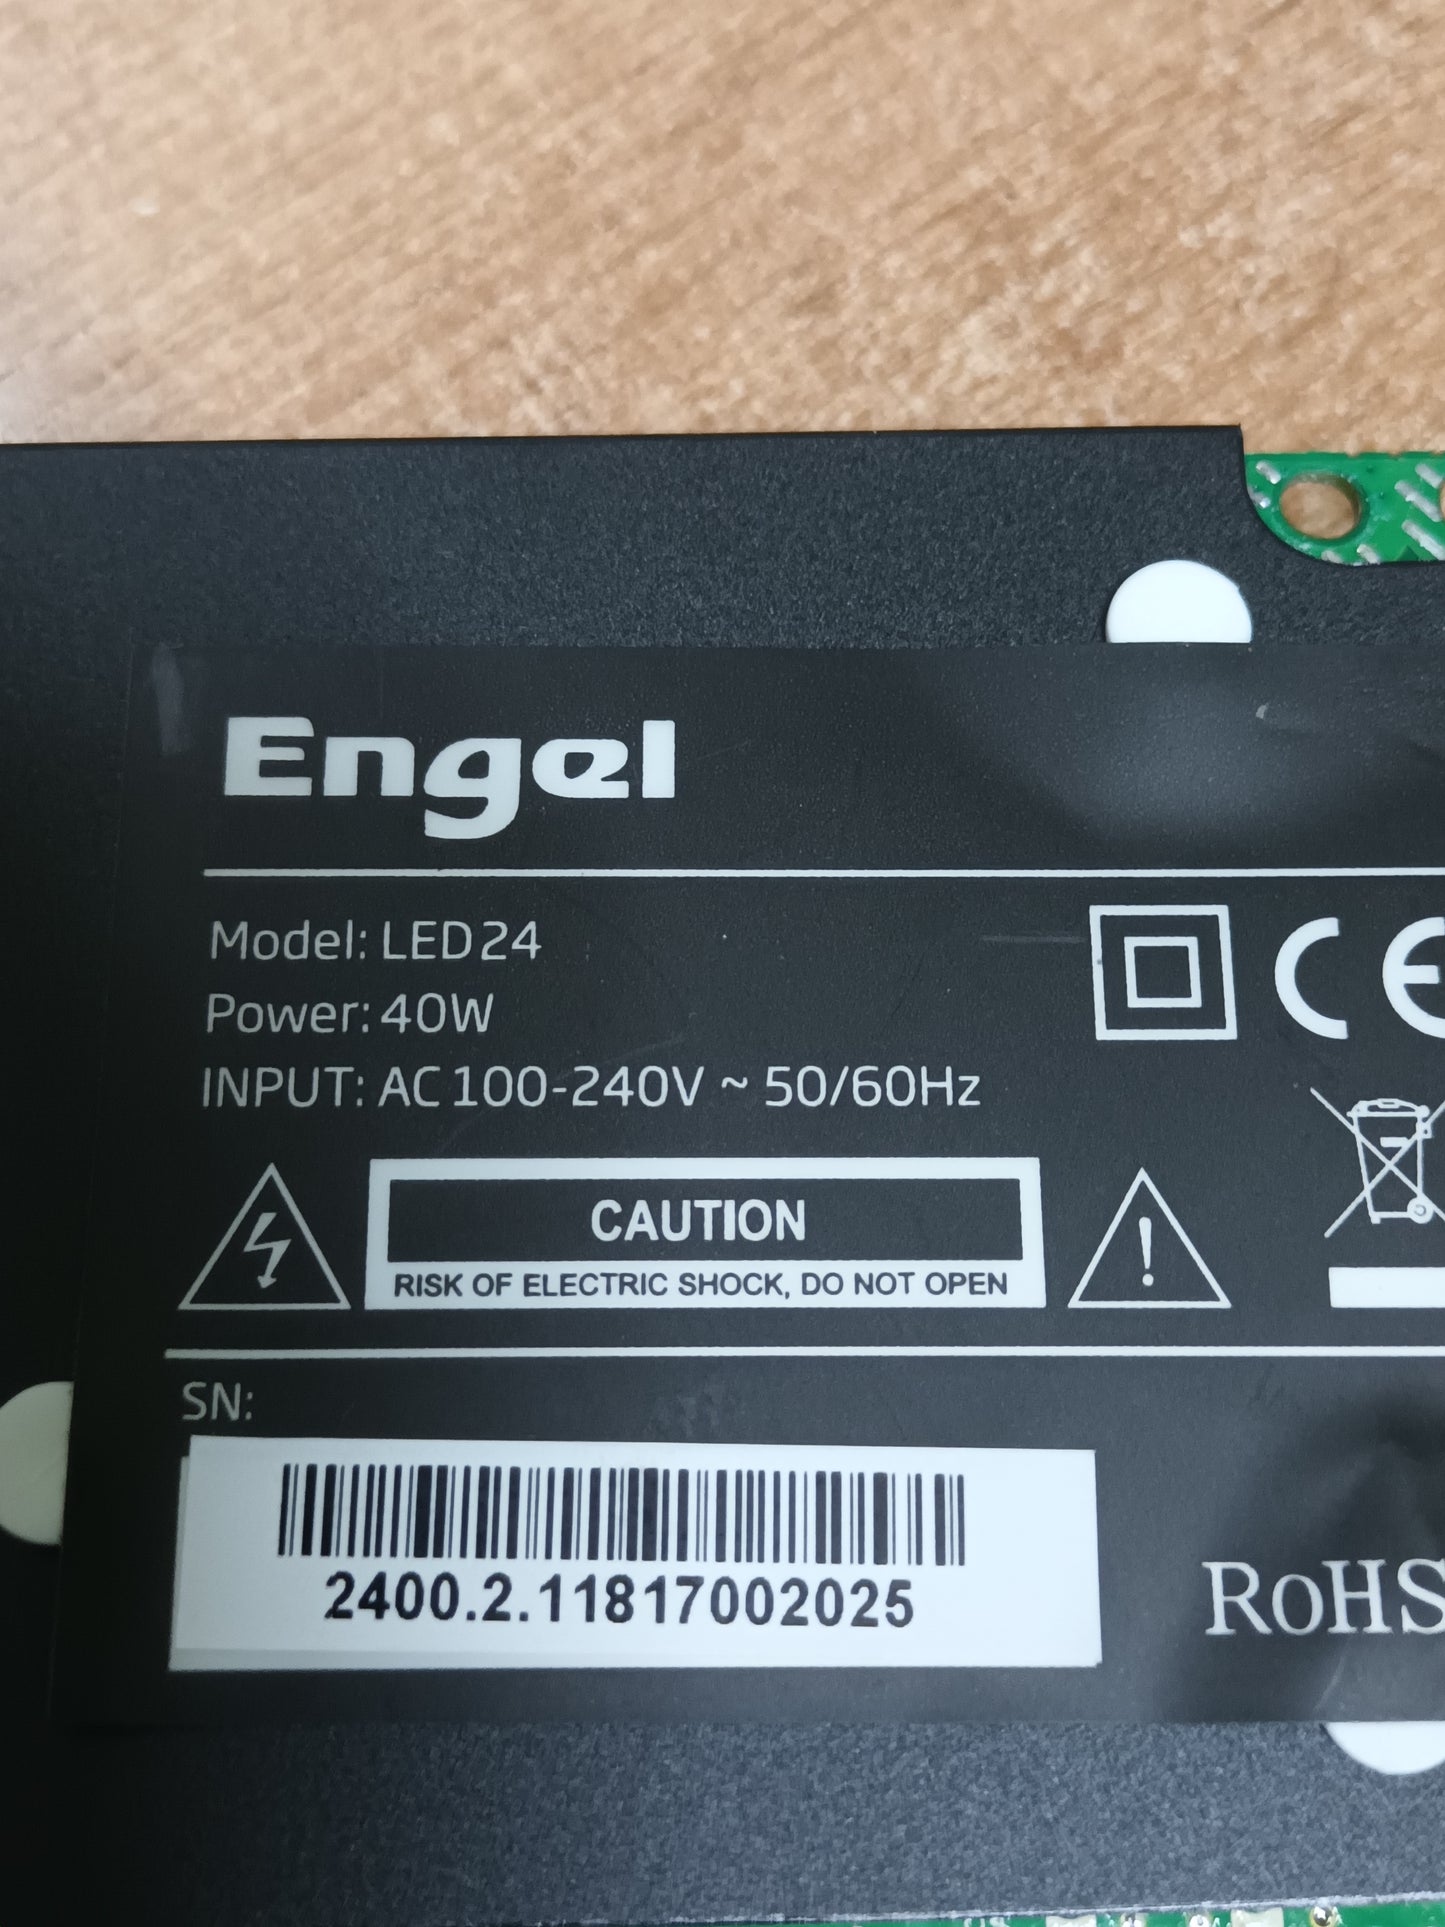 Engel
Model: LED24
Power: 40W
INPUT: AC 100-240V ~ 50/60Hz
CE
CAUTION
RISK OF ELECTRIC SHOCK, DO NOT OPEN
SN:
2400.2.11817002025
RoHS